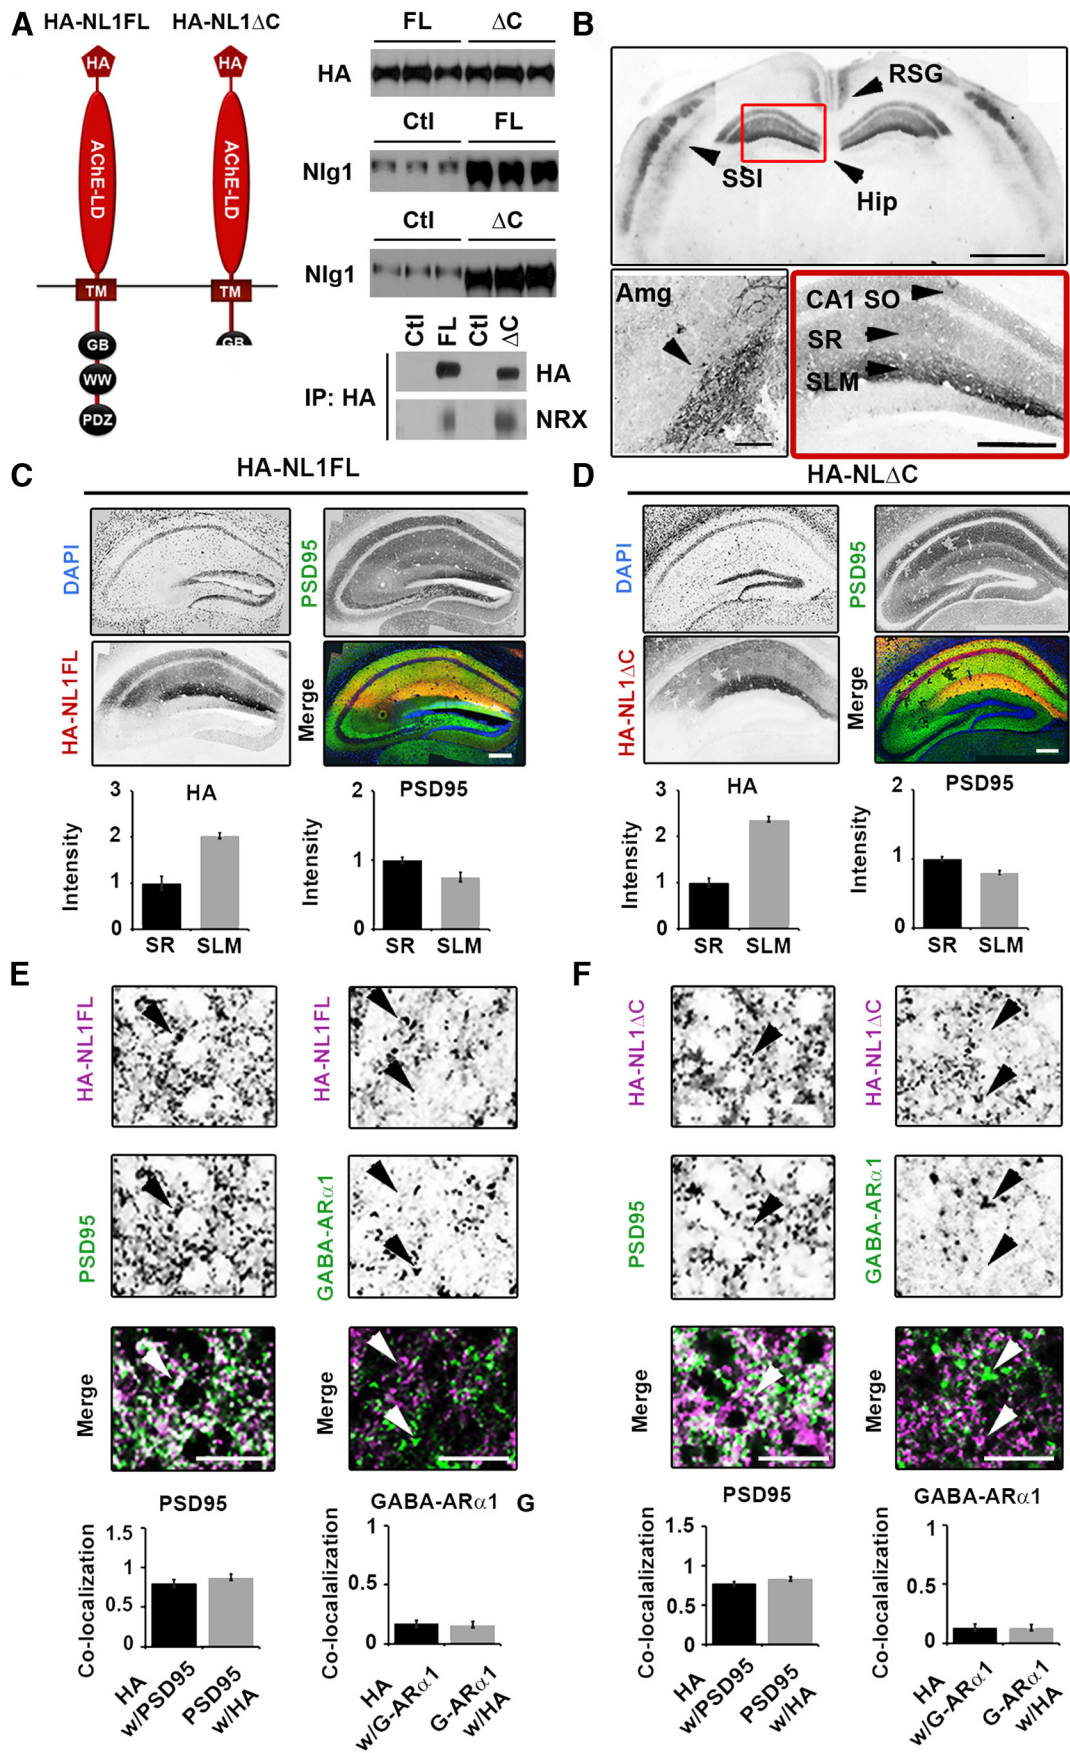 A
HA-NL1FL HA-NL1ΔC
HA HA
AChE-LD AChE-LD
TM TM
GB GB
WW
PDZ
FL ΔC
HA
Ctl FL
Nlg1
Ctl ΔC
Nlg1
Ctl FL Ctl ΔC
IP: HA
HA
NRX
B
RSG
SSI
Hip
Amg
CA1 SO
SR
SLM
C
HA-NL1FL
DAPI
PSD95
HA-NL1FL
Merge
HA
Intensity
3
2
1
0
SR SLM
PSD95
Intensity
2
1
0
SR SLM
D
HA-NLΔC
DAPI
PSD95
HA-NL1ΔC
Merge
HA
Intensity
3
2
1
0
SR SLM
PSD95
Intensity
2
1
0
SR SLM
E
HA-NL1FL
HA-NL1FL
PSD95
GABA-ARα1
Merge
Merge
PSD95
Co-localization
1.5
1
0.5
0
HA w/PSD95
PSD95 w/HA
GABA-ARα1
Co-localization
1
0.5
0
HA w/G-ARα1
G-ARα1 w/HA
G
F
HA-NL1ΔC
HA-NL1ΔC
PSD95
GABA-ARα1
Merge
Merge
PSD95
Co-localization
1.5
1
0.5
0
HA w/PSD95
PSD95 w/HA
GABA-ARα1
Co-localalization
1
0.5
0
HA w/G-ARα1
G-ARα1 w/HA